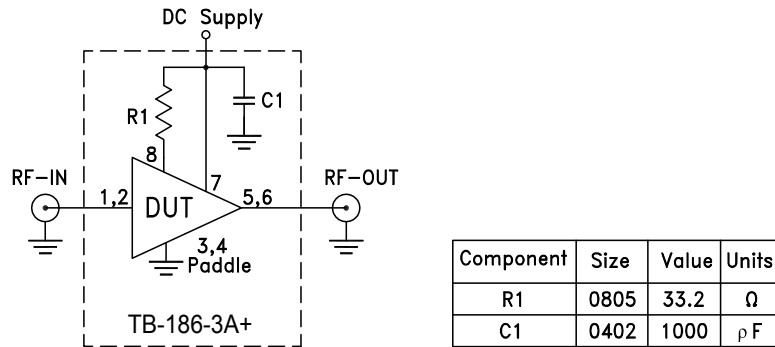 DC Supply
R1
C1
8
7
RF-IN
RF-OUT
1,2
DUT
5,6
3,4
Paddle
TB-186-3A+
Component Size Value Units
R1 0805 33.2 Ω
C1 0402 1000 ρF